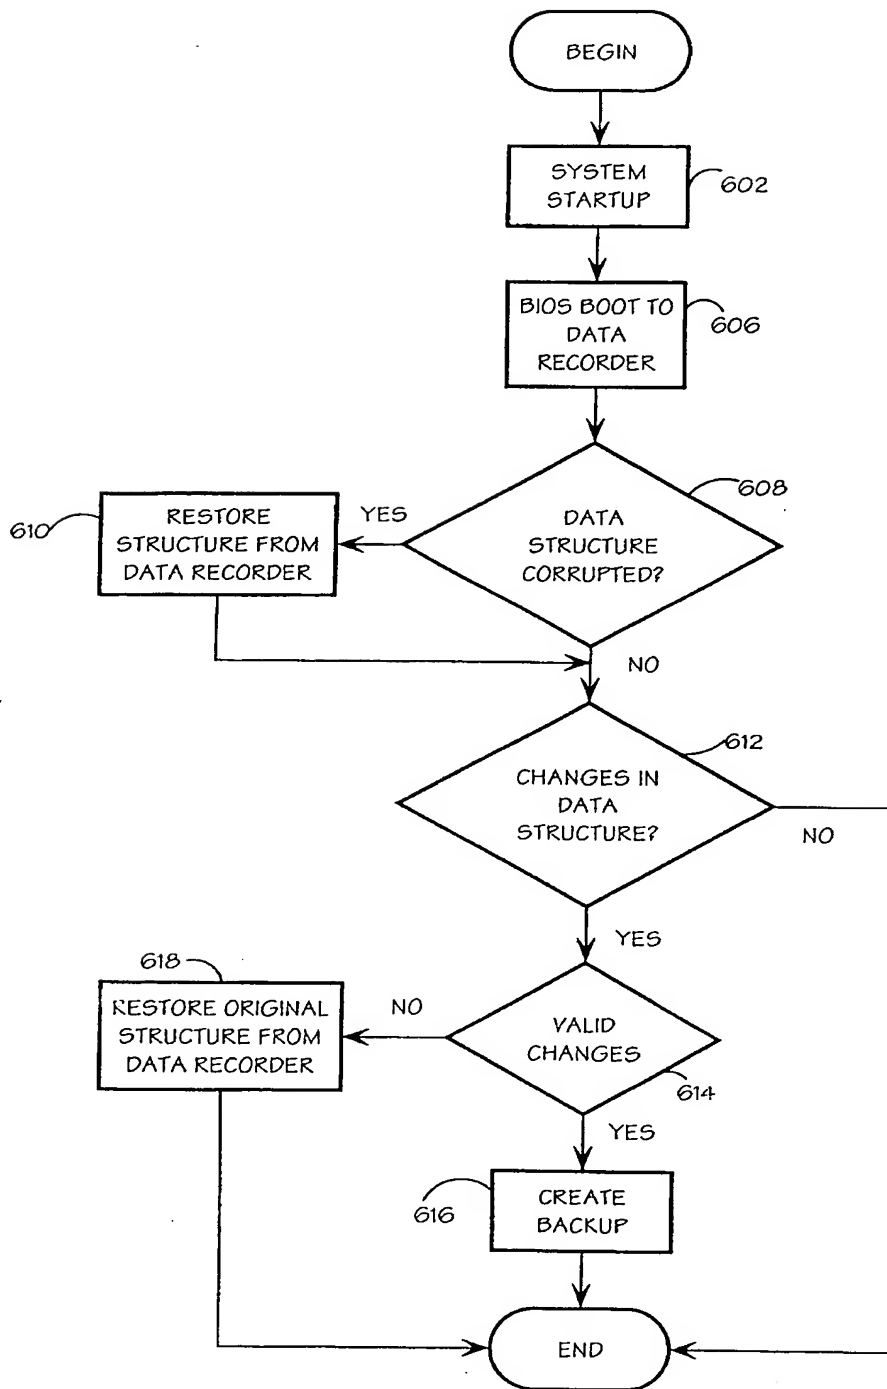 BEGIN
SYSTEM
STARTUP
602
BIOS BOOT TO
DATA
RECORDER
606
608
DATA
STRUCTURE
CORRUPTED?
YES
610
RESTORE
STRUCTURE FROM
DATA RECORDER
NO
612
CHANGES IN
DATA
STRUCTURE?
NO
YES
618
RESTORE ORIGINAL
STRUCTURE FROM
DATA RECORDER
NO
VALID
CHANGES
614
YES
616
CREATE
BACKUP
END